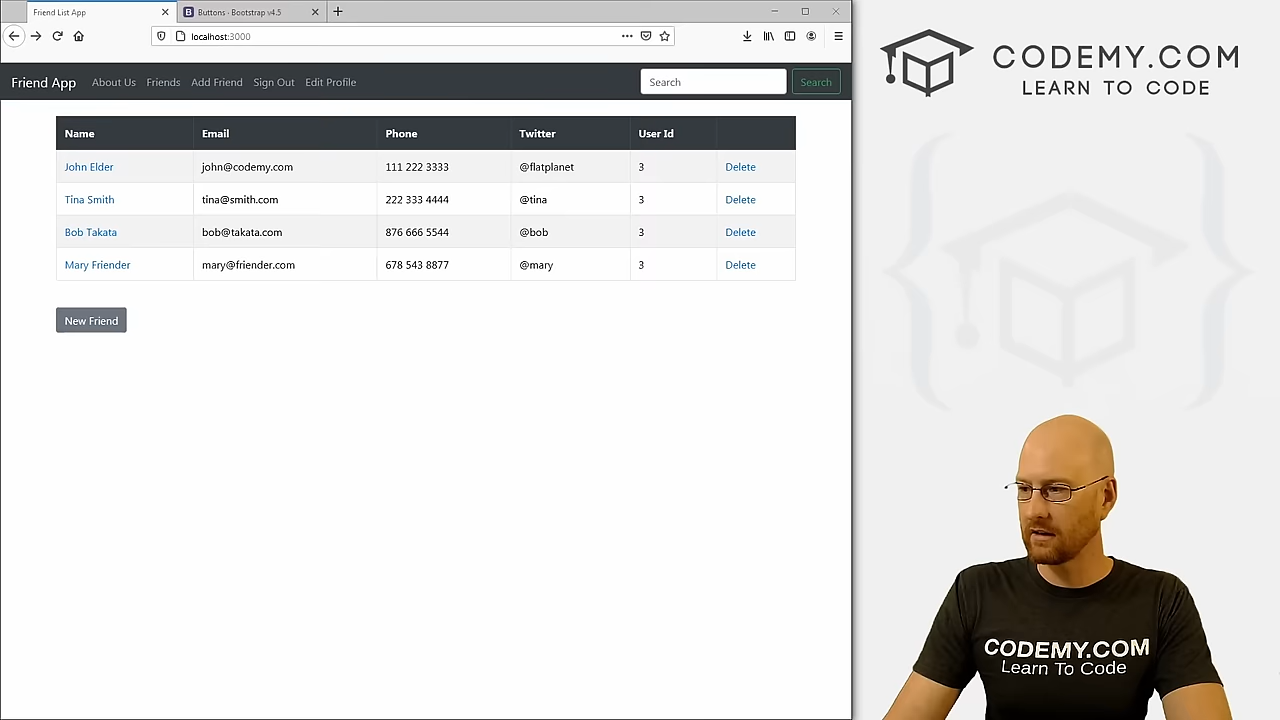 Friend List App
Buttons · Bootstrap v4.5
localhost:3000
Friend App About Us Friends Add Friend Sign Out Edit Profile Search Search
Name Email Phone Twitter User Id
John Elder john@codemy.com 111 222 3333 @flatplanet 3 Delete
Tina Smith tina@smith.com 222 333 4444 @tina 3 Delete
Bob Takata bob@takata.com 876 666 5544 @bob 3 Delete
Mary Friender mary@friender.com 678 543 8877 @mary 3 Delete
New Friend
CODEMY.COM
LEARN TO CODE
CODEMY.COM
Learn To Code